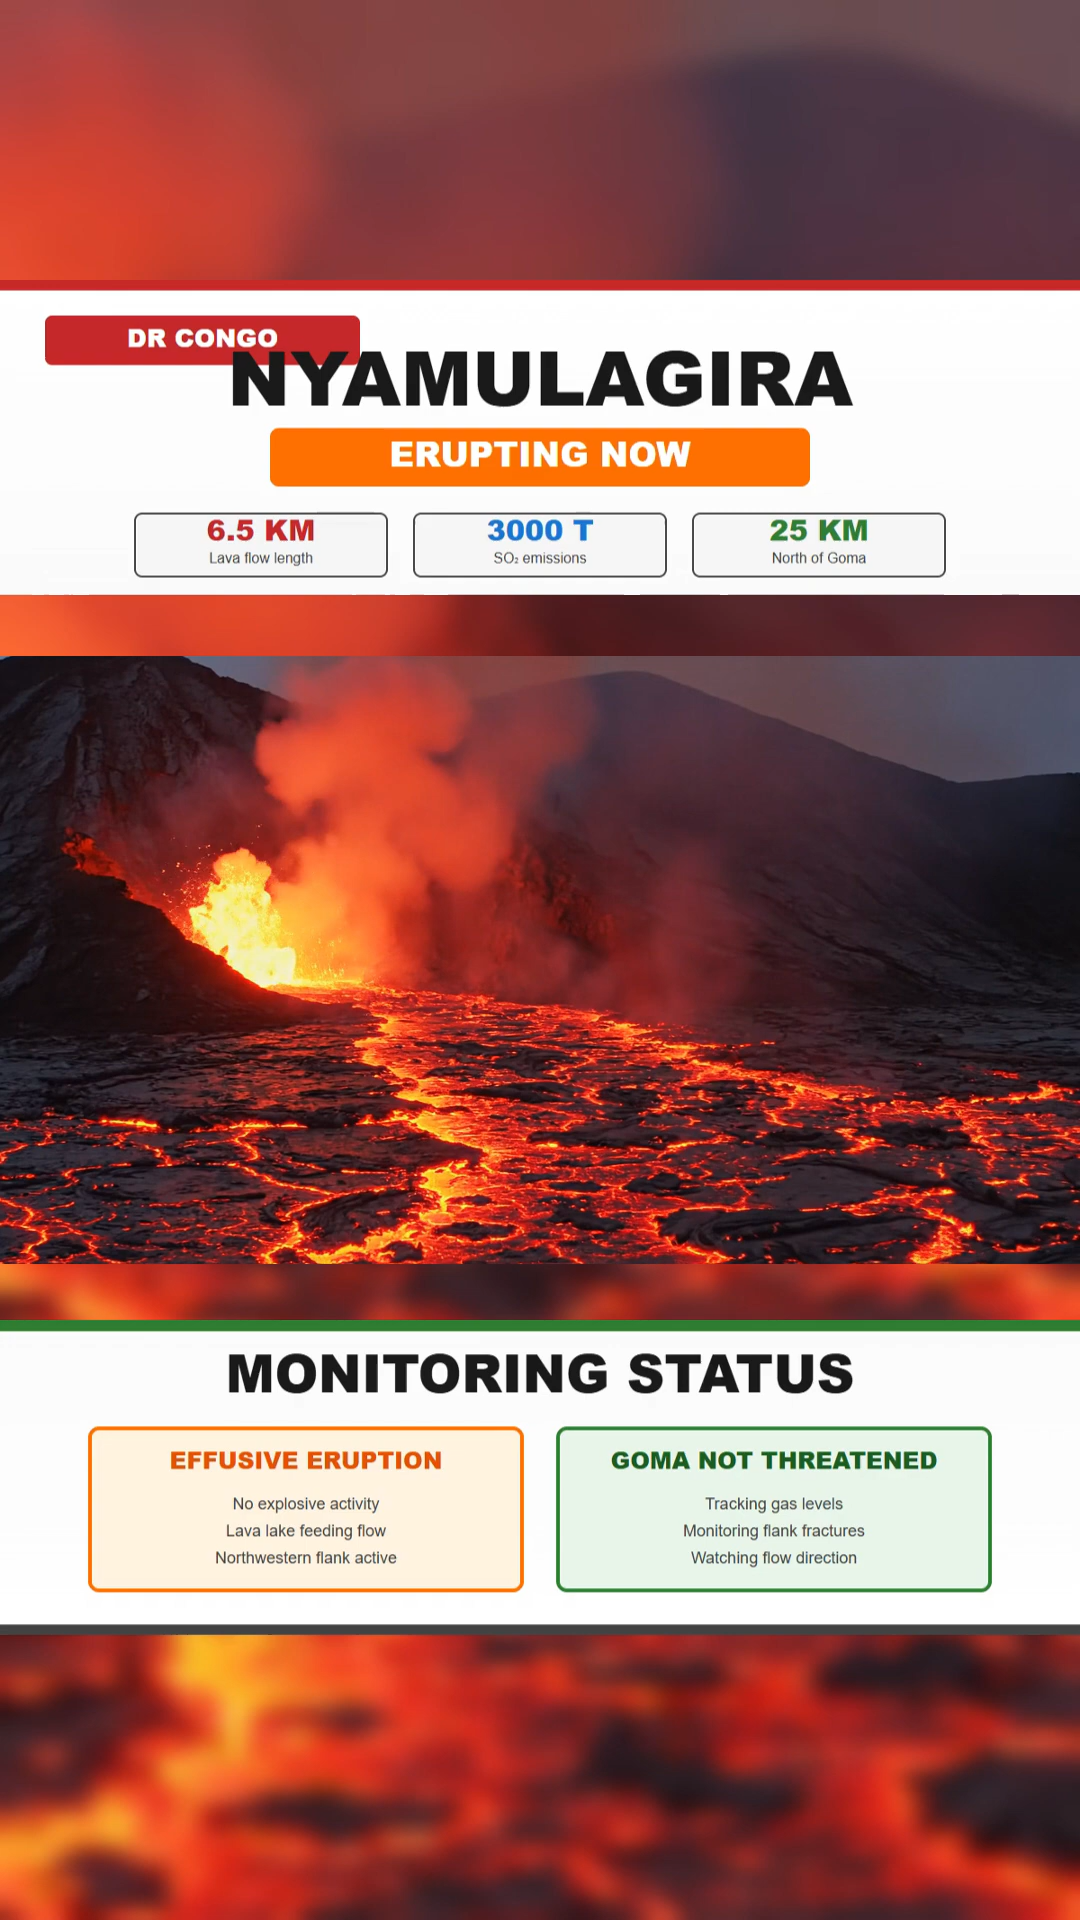 DR CONGO
NYAMULAGIRA
ERUPTING NOW
6.5 KM
Lava flow length
3000 T
SO₂ emissions
25 KM
North of Goma
MONITORING STATUS
EFFUSIVE ERUPTION
No explosive activity
Lava lake feeding flow
Northwestern flank active
GOMA NOT THREATENED
Tracking gas levels
Monitoring flank fractures
Watching flow direction